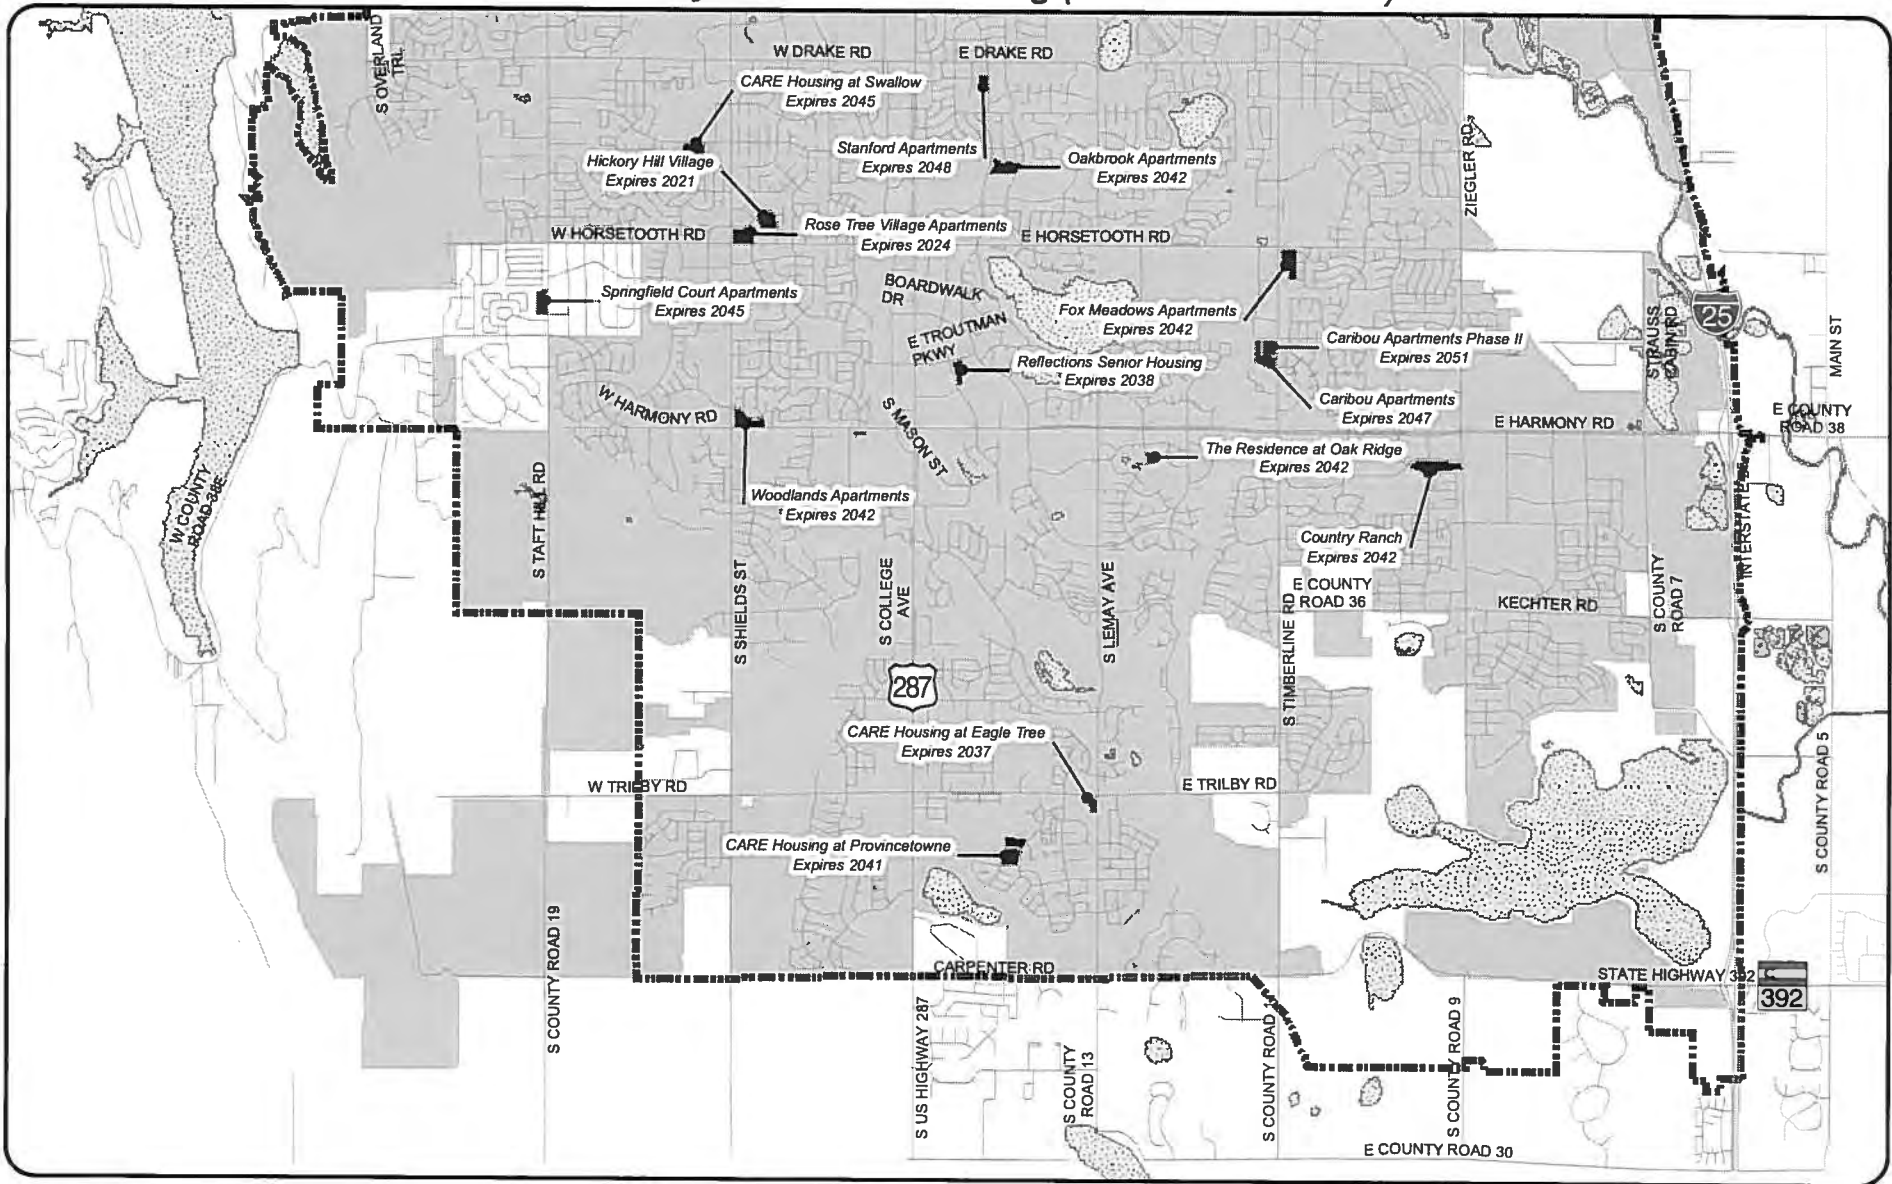 W DRAKE RD
E DRAKE RD
S OVERLAND
TRL
CARE Housing at Swallow
Expires 2045
Hickory Hill Village
Expires 2021
Stanford Apartments
Expires 2048
Oakbrook Apartments
Expires 2042
ZIEGLER RD
W HORSETOOTH RD
Rose Tree Village Apartments
Expires 2024
E HORSETOOTH RD
Springfield Court Apartments
Expires 2045
BOARDWALK
DR
Fox Meadows Apartments
Expires 2042
E TROUTMAN
PKWY
Reflections Senior Housing
Expires 2038
Caribou Apartments Phase II
Expires 2051
Caribou Apartments
Expires 2047
STRAUSS
CABIN RD
25
MAIN ST
W HARMONY RD
S MASON ST
E HARMONY RD
E COUNTY
ROAD 38
The Residence at Oak Ridge
Expires 2042
W COUNTY
ROAD 38E
S TAFT HILL RD
Woodlands Apartments
Expires 2042
Country Ranch
Expires 2042
INTERSTATE
S SHIELDS ST
S COLLEGE
AVE
S LEMAY AVE
E COUNTY
ROAD 36
S TIMBERLINE RD
KECHTER RD
S COUNTY
ROAD 7
287
CARE Housing at Eagle Tree
Expires 2037
W TRILBY RD
E TRILBY RD
S COUNTY ROAD 5
CARE Housing at Provincetowne
Expires 2041
S COUNTY ROAD 19
CARPENTER RD
STATE HIGHWAY 392
392
S US HIGHWAY 287
S COUNTY
ROAD 13
S COUNTY ROAD 1
S COUNTY ROAD 9
E COUNTY ROAD 30